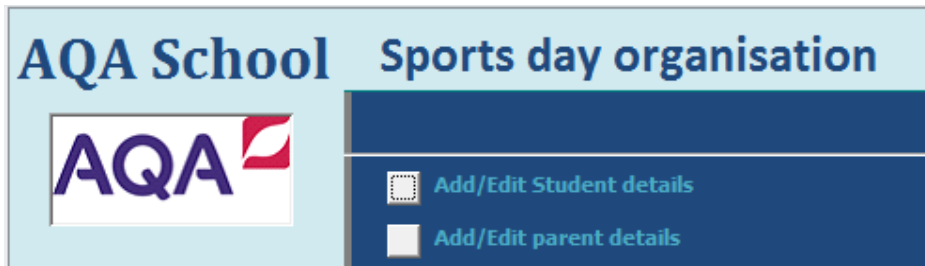 AQA School
Sports day organisation
AQA
Add/Edit Student details
Add/Edit parent details